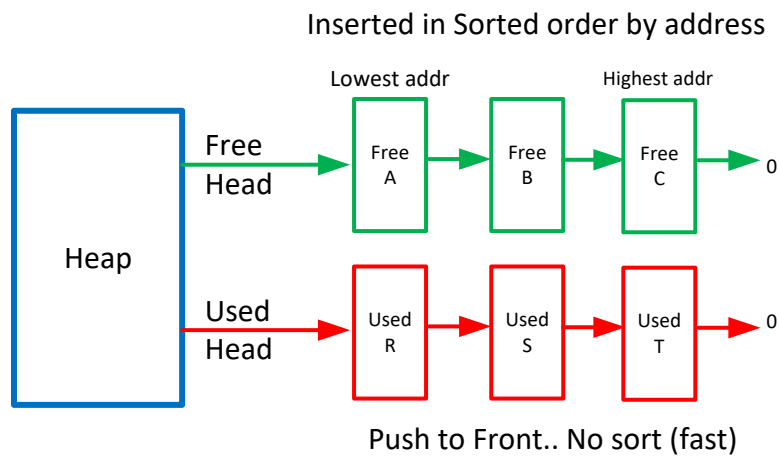 Inserted in Sorted order by address
Lowest addr
Highest addr
Free
Head
Free
A
Free
B
Free
C
0
Heap
Used
Head
Used
R
Used
S
Used
T
0
Push to Front.. No sort (fast)